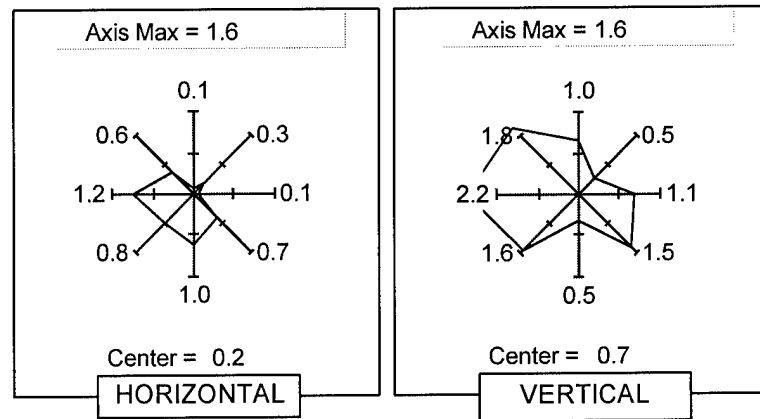 Axis Max = 1.6
0.1
0.6
0.3
1.2
0.1
0.8
0.7
1.0
Center = 0.2
HORIZONTAL
Axis Max = 1.6
1.0
1.8
0.5
2.2
1.1
1.6
1.5
0.5
Center = 0.7
VERTICAL